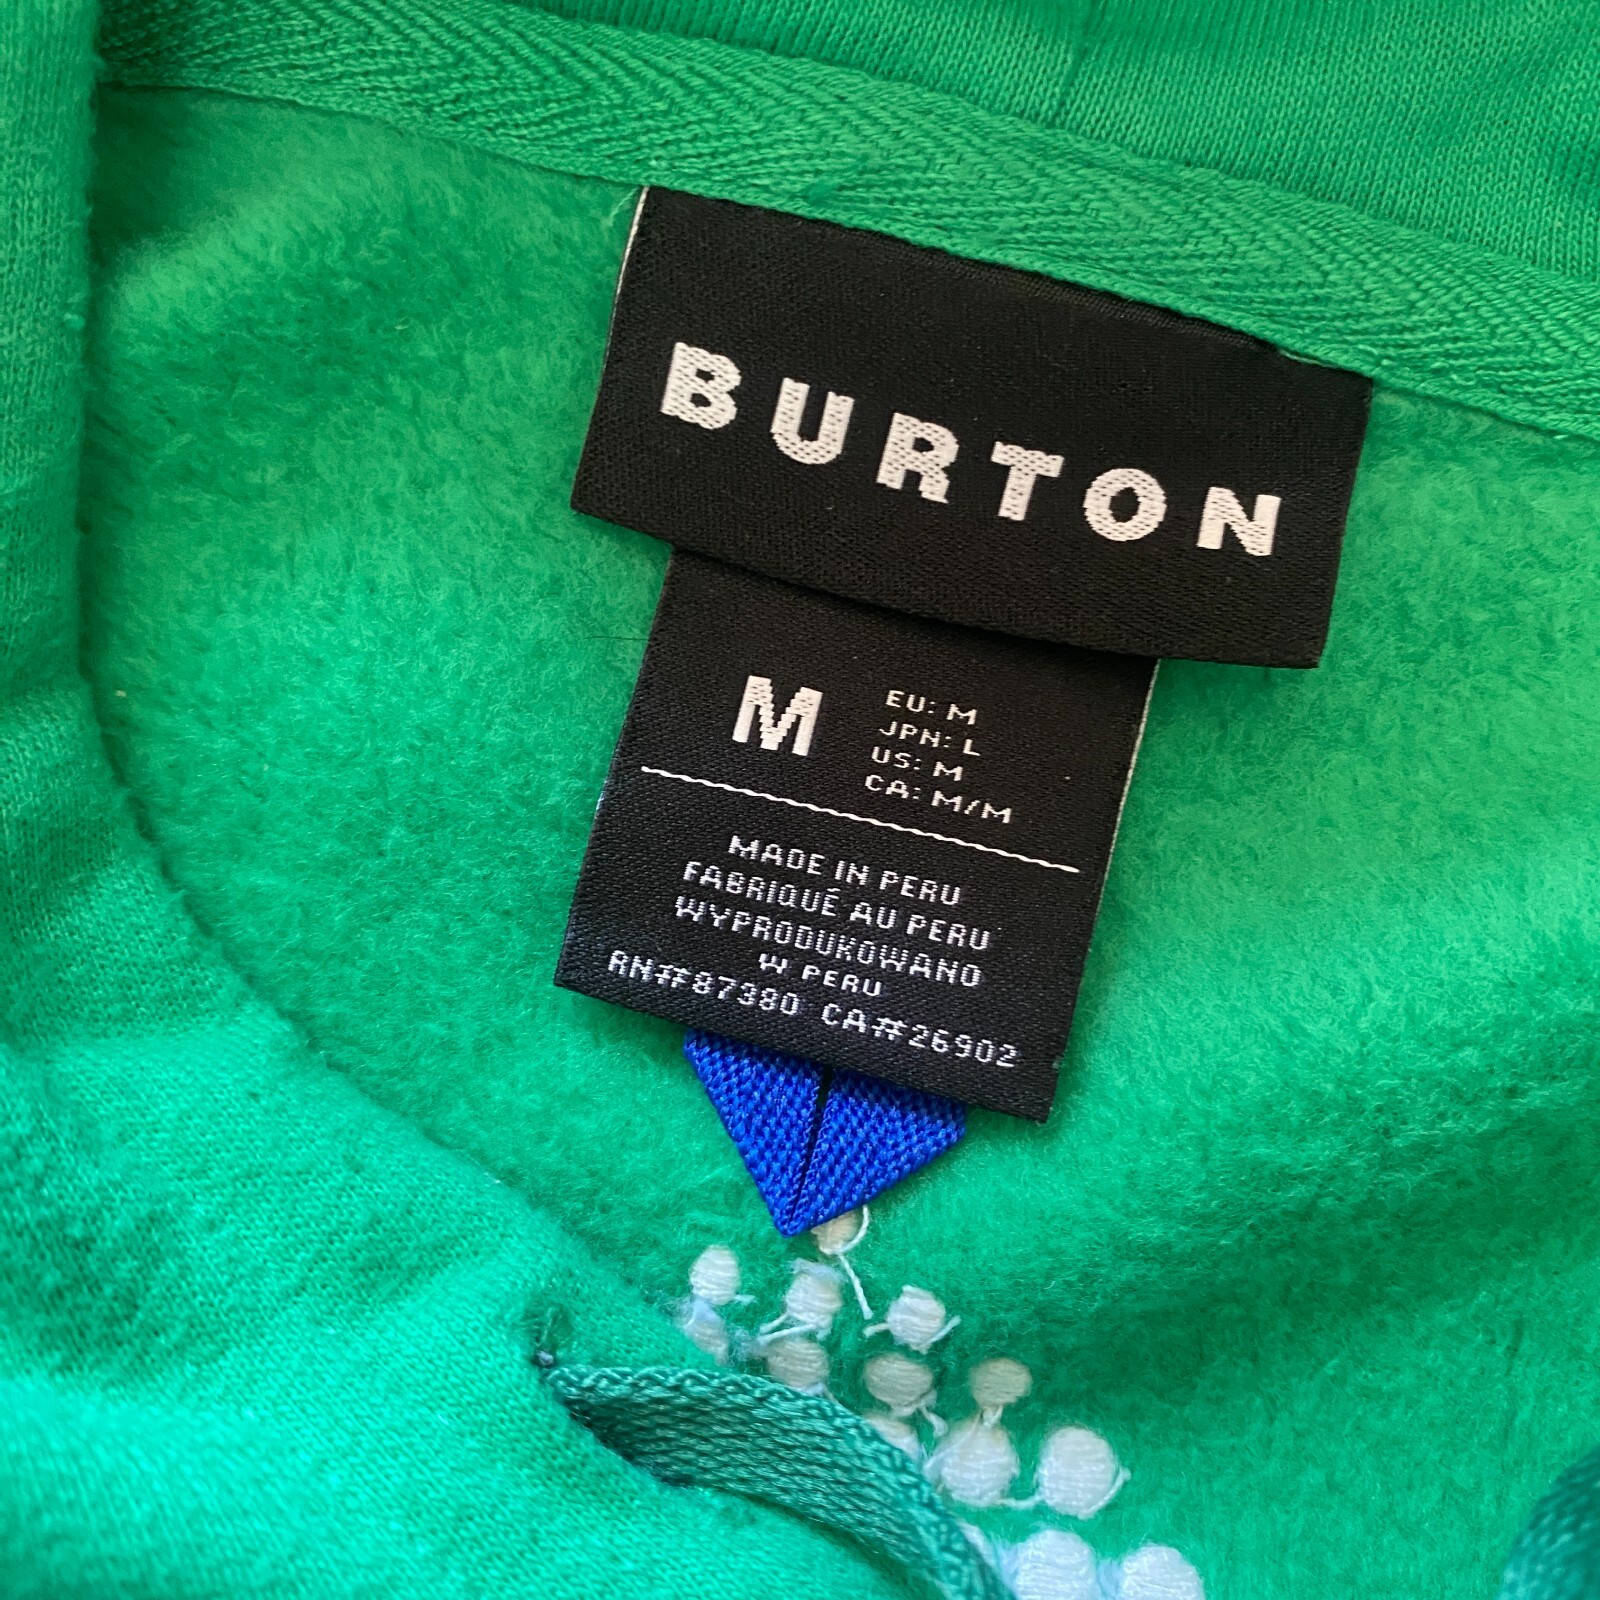 BURTON
M
EU: M
JPN: L
US: M
CA: M/M
MADE IN PERU
FABRIQUÉ AU PERU
WYPRODUKOWANO
W PERU
RN#87380 CA#26902